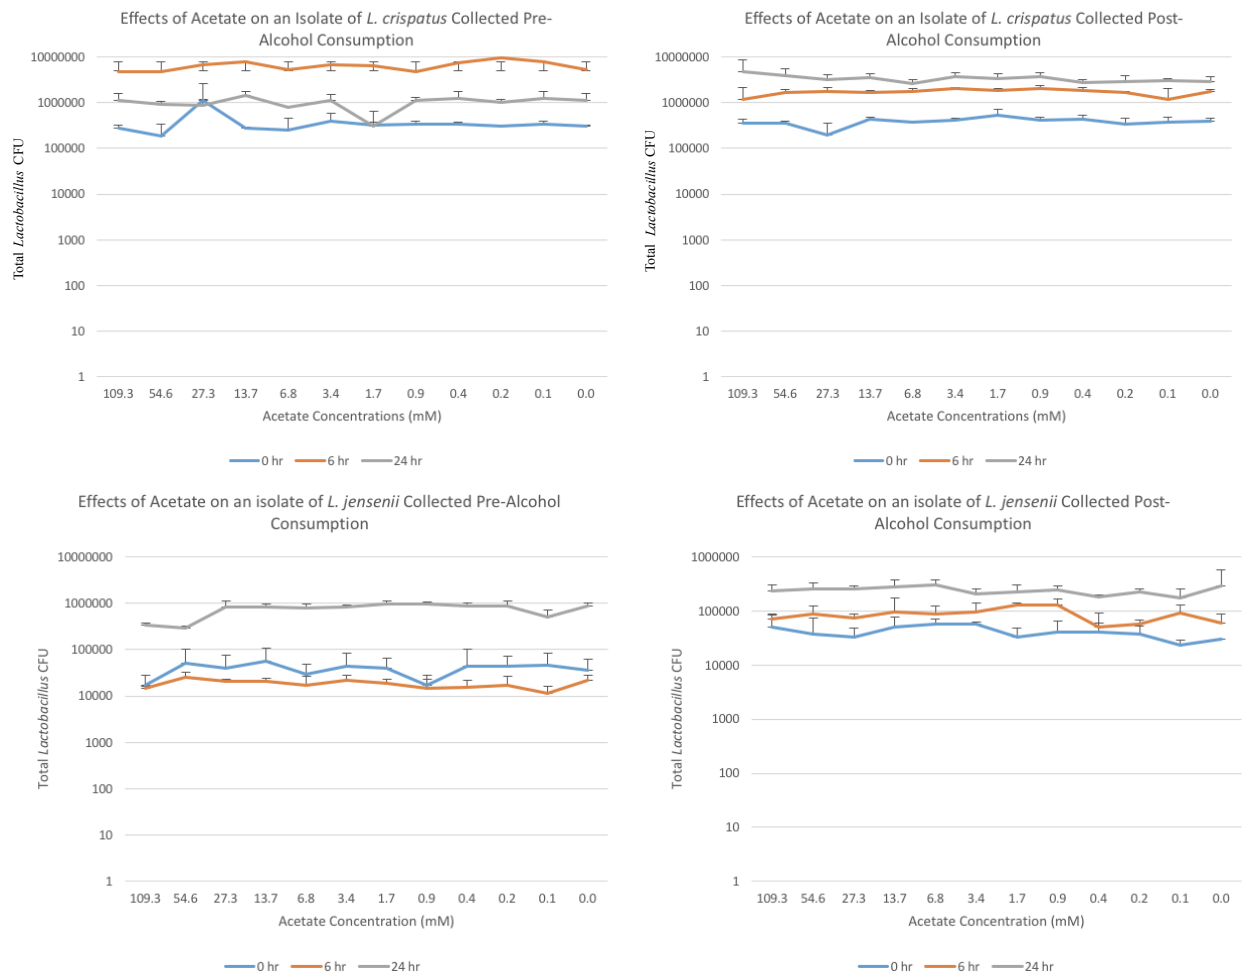 Effects of Acetate on an Isolate of L. crispatus Collected Pre-
Alcohol Consumption
10000000
1000000
100000
10000
1000
100
10
1
Total Lactobacillus CFU
109.3 54.6 27.3 13.7 6.8 3.4 1.7 0.9 0.4 0.2 0.1 0.0
Acetate Concentrations (mM)
0 hr 6 hr 24 hr
Effects of Acetate on an Isolate of L. crispatus Collected Post-
Alcohol Consumption
10000000
1000000
100000
10000
1000
100
10
1
Total Lactobacillus CFU
109.3 54.6 27.3 13.7 6.8 3.4 1.7 0.9 0.4 0.2 0.1 0.0
Acetate Concentrations (mM)
0 hr 6 hr 24 hr
Effects of Acetate on an isolate of L. jensenii Collected Pre-Alcohol
Consumption
10000000
1000000
100000
10000
1000
100
10
1
Total Lactobacillus CFU
109.3 54.6 27.3 13.7 6.8 3.4 1.7 0.9 0.4 0.2 0.1 0.0
Acetate Concentration (mM)
0 hr 6 hr 24 hr
Effects of Acetate on an isolate of L. jensenii Collected Post-
Alcohol Consumption
1000000
100000
10000
1000
100
10
1
Total Lactobacillus CFU
109.3 54.6 27.3 13.7 6.8 3.4 1.7 0.9 0.4 0.2 0.1 0.0
Acetate Concentration (mM)
0 hr 6 hr 24 hr